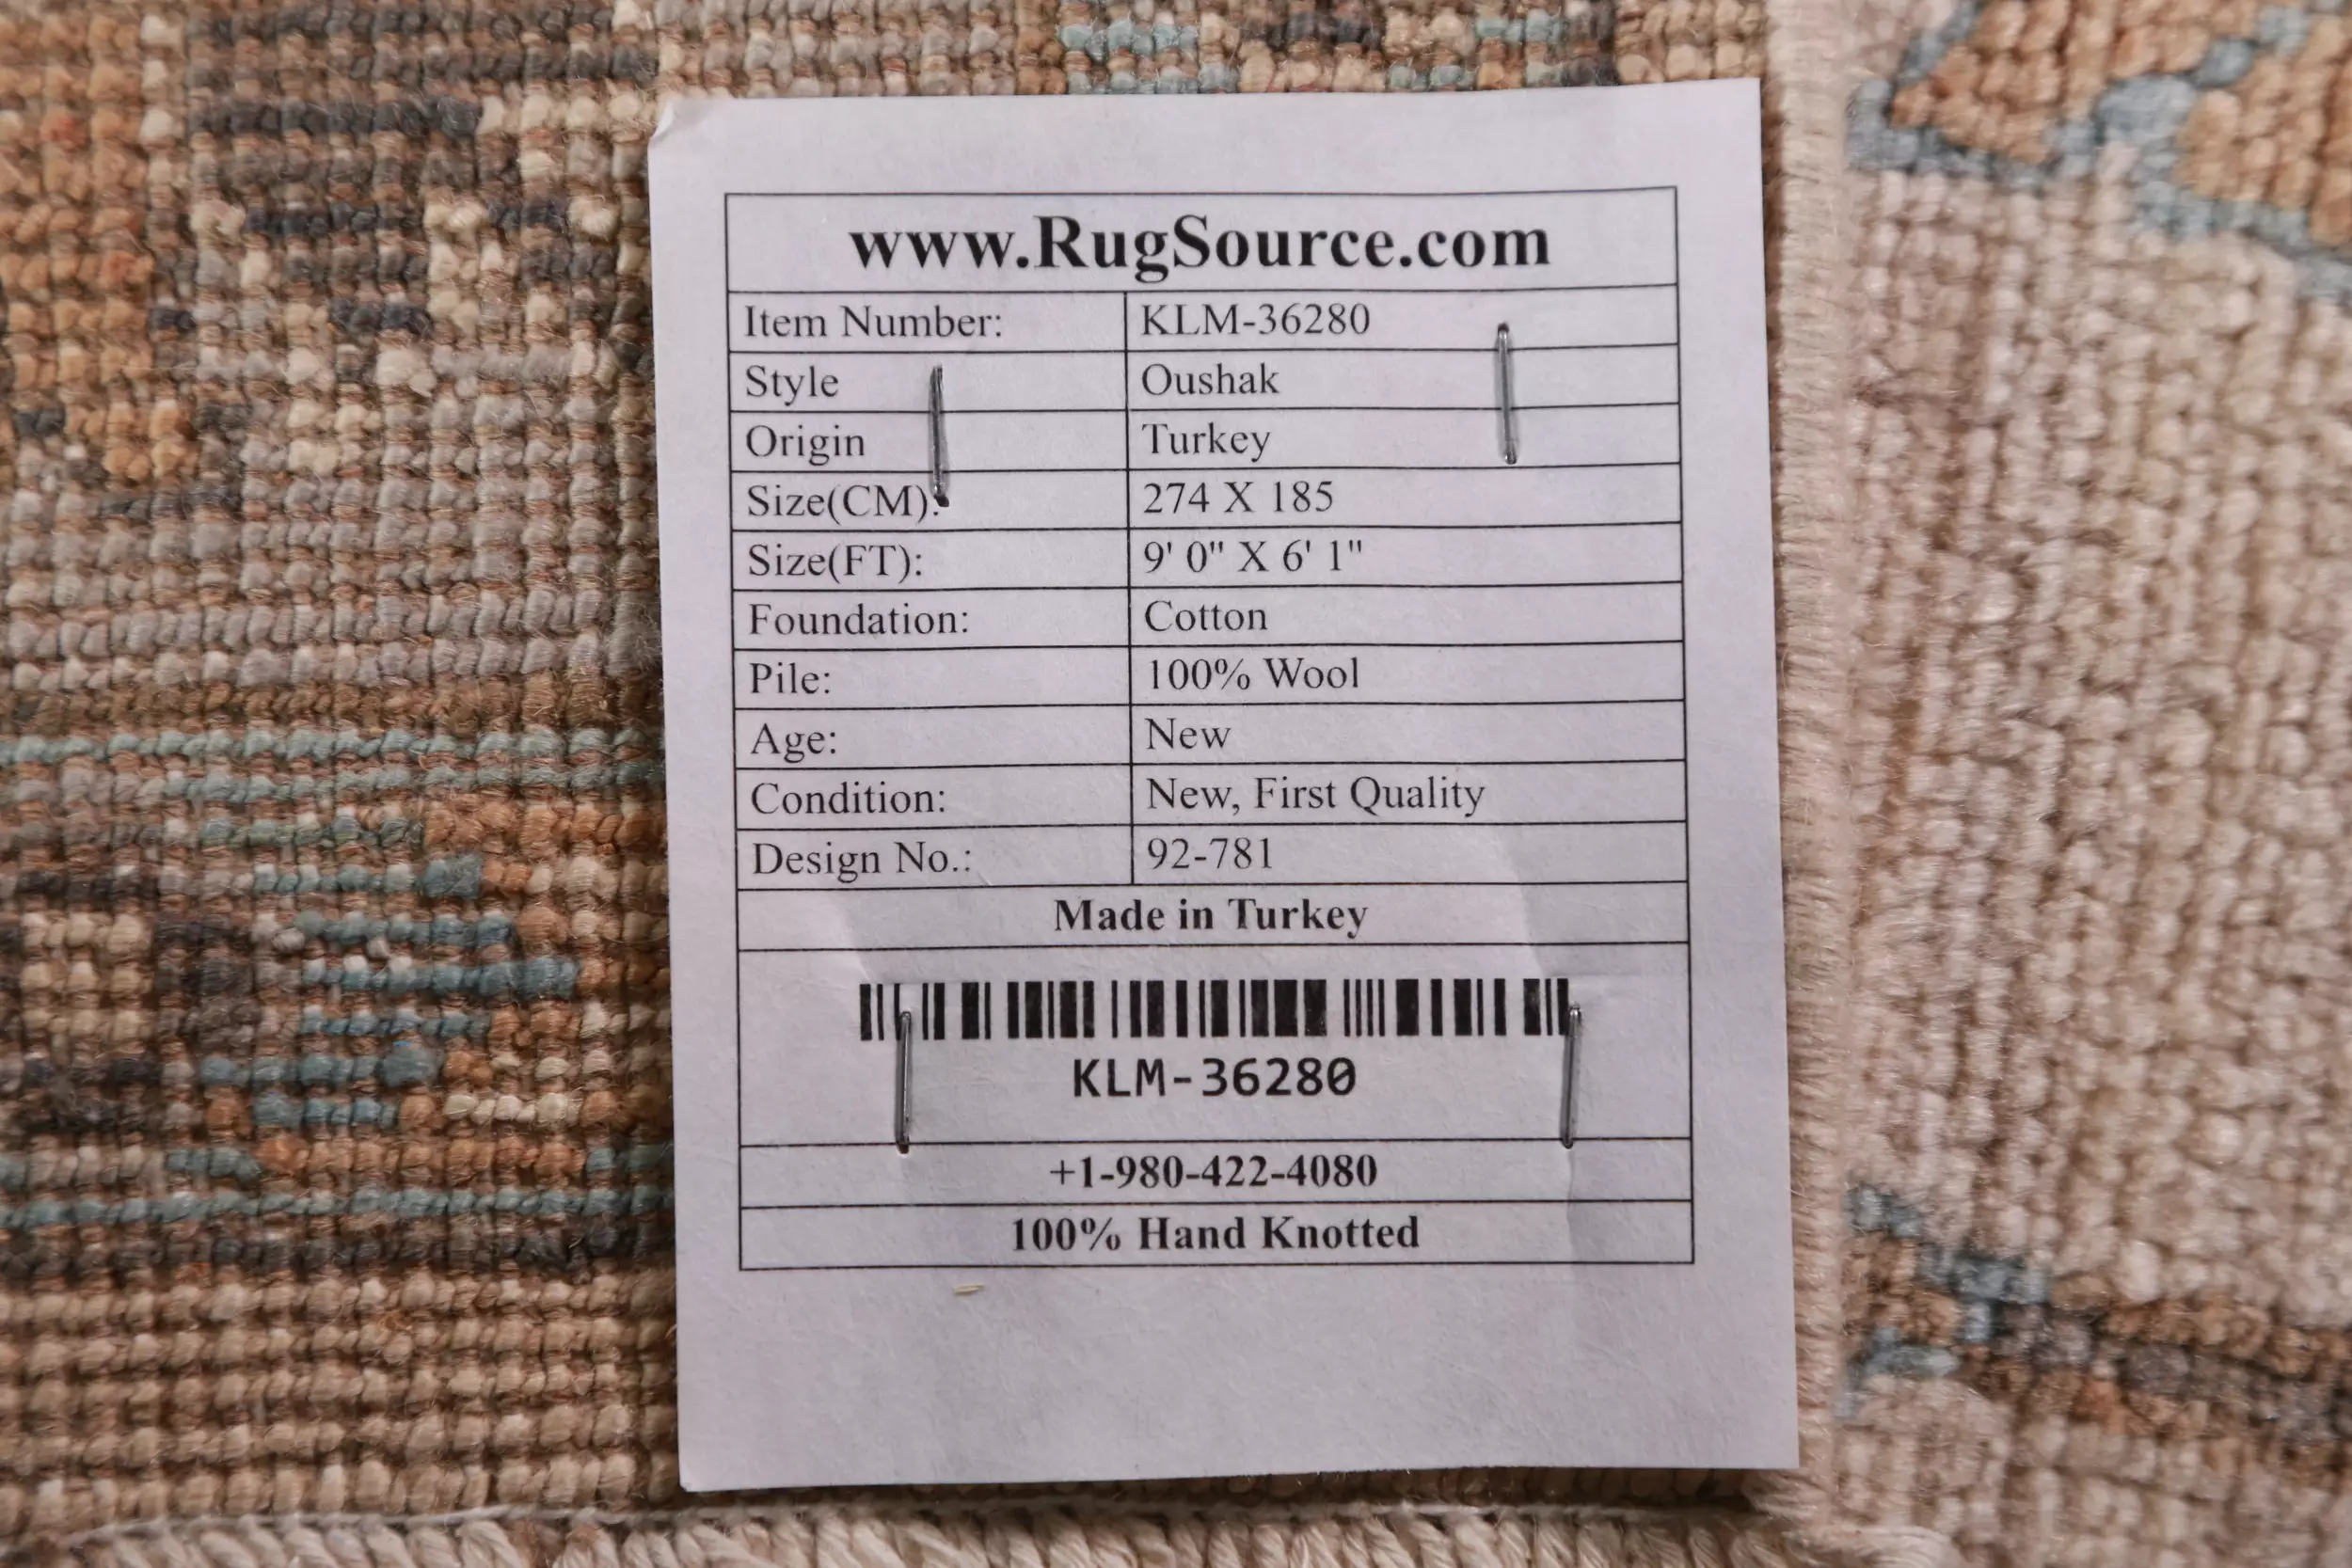 www.RugSource.com
Item Number: KLM-36280
Style Oushak
Origin Turkey
Size(CM): 274 X 185
Size(FT): 9' 0" X 6' 1"
Foundation: Cotton
Pile: 100% Wool
Age: New
Condition: New, First Quality
Design No.: 92-781
Made in Turkey
KLM-36280
+1-980-422-4080
100% Hand Knotted